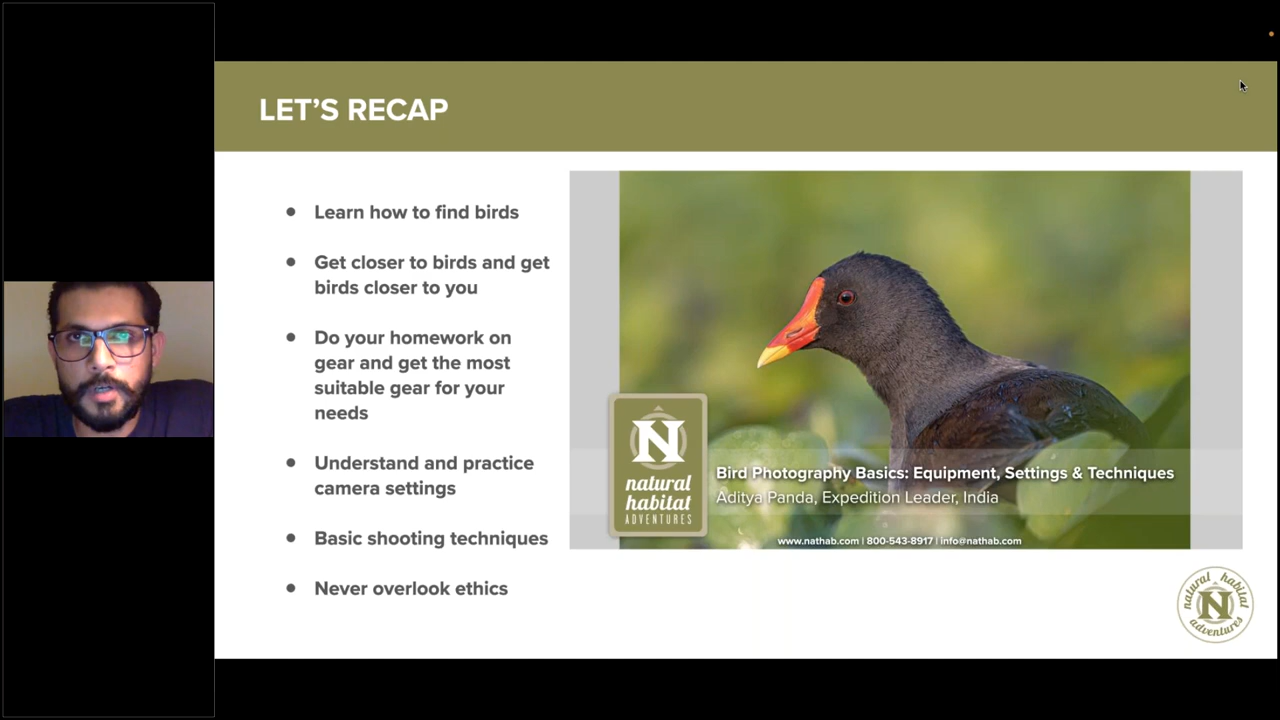 LET'S RECAP
● Learn how to find birds
● Get closer to birds and get
birds closer to you
● Do your homework on
gear and get the most
suitable gear for your
needs
● Understand and practice
camera settings
● Basic shooting techniques
● Never overlook ethics
N
natural
habitat
ADVENTURES
Bird Photography Basics: Equipment, Settings & Techniques
Aditya Panda, Expedition Leader, India
www.nathab.com | 800-543-8917 | info@nathab.com
natural habitat
N
adventures